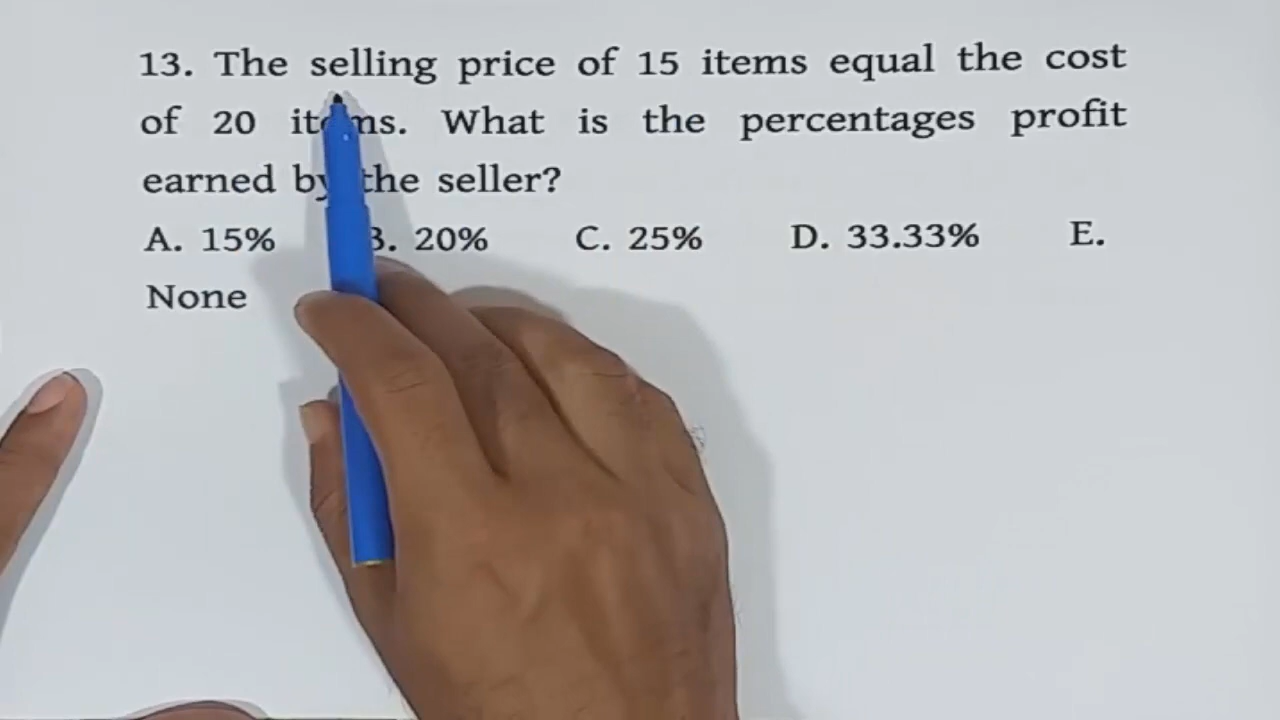 13. The selling price of 15 items equal the cost
of 20 items. What is the percentages profit
earned by the seller?
A. 15% B. 20% C. 25% D. 33.33% E.
None